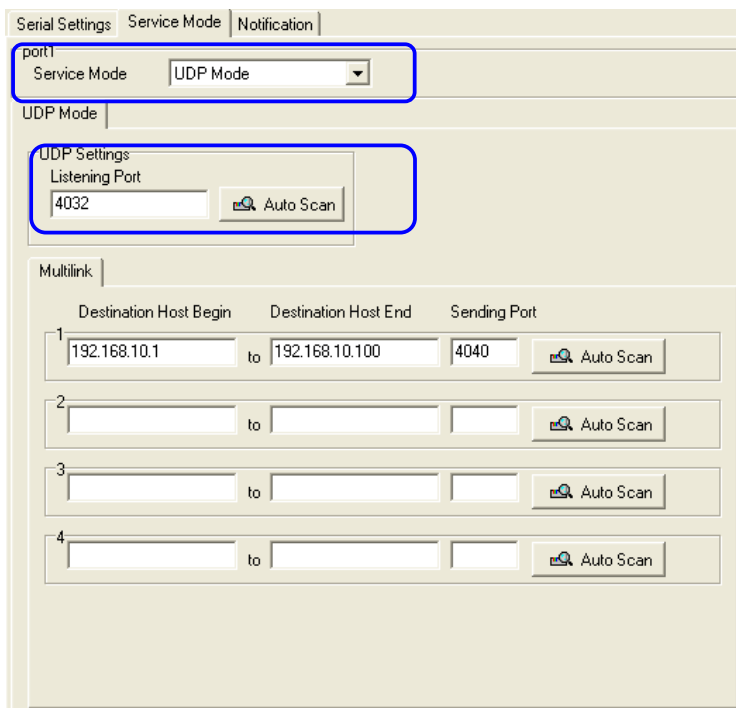 Serial Settings Service Mode Notification
port1
Service Mode UDP Mode
UDP Mode
UDP Settings
Listening Port
4032 Auto Scan
Multilink
Destination Host Begin Destination Host End Sending Port
1
192.168.10.1 to 192.168.10.100 4040 Auto Scan
2
to Auto Scan
3
to Auto Scan
4
to Auto Scan